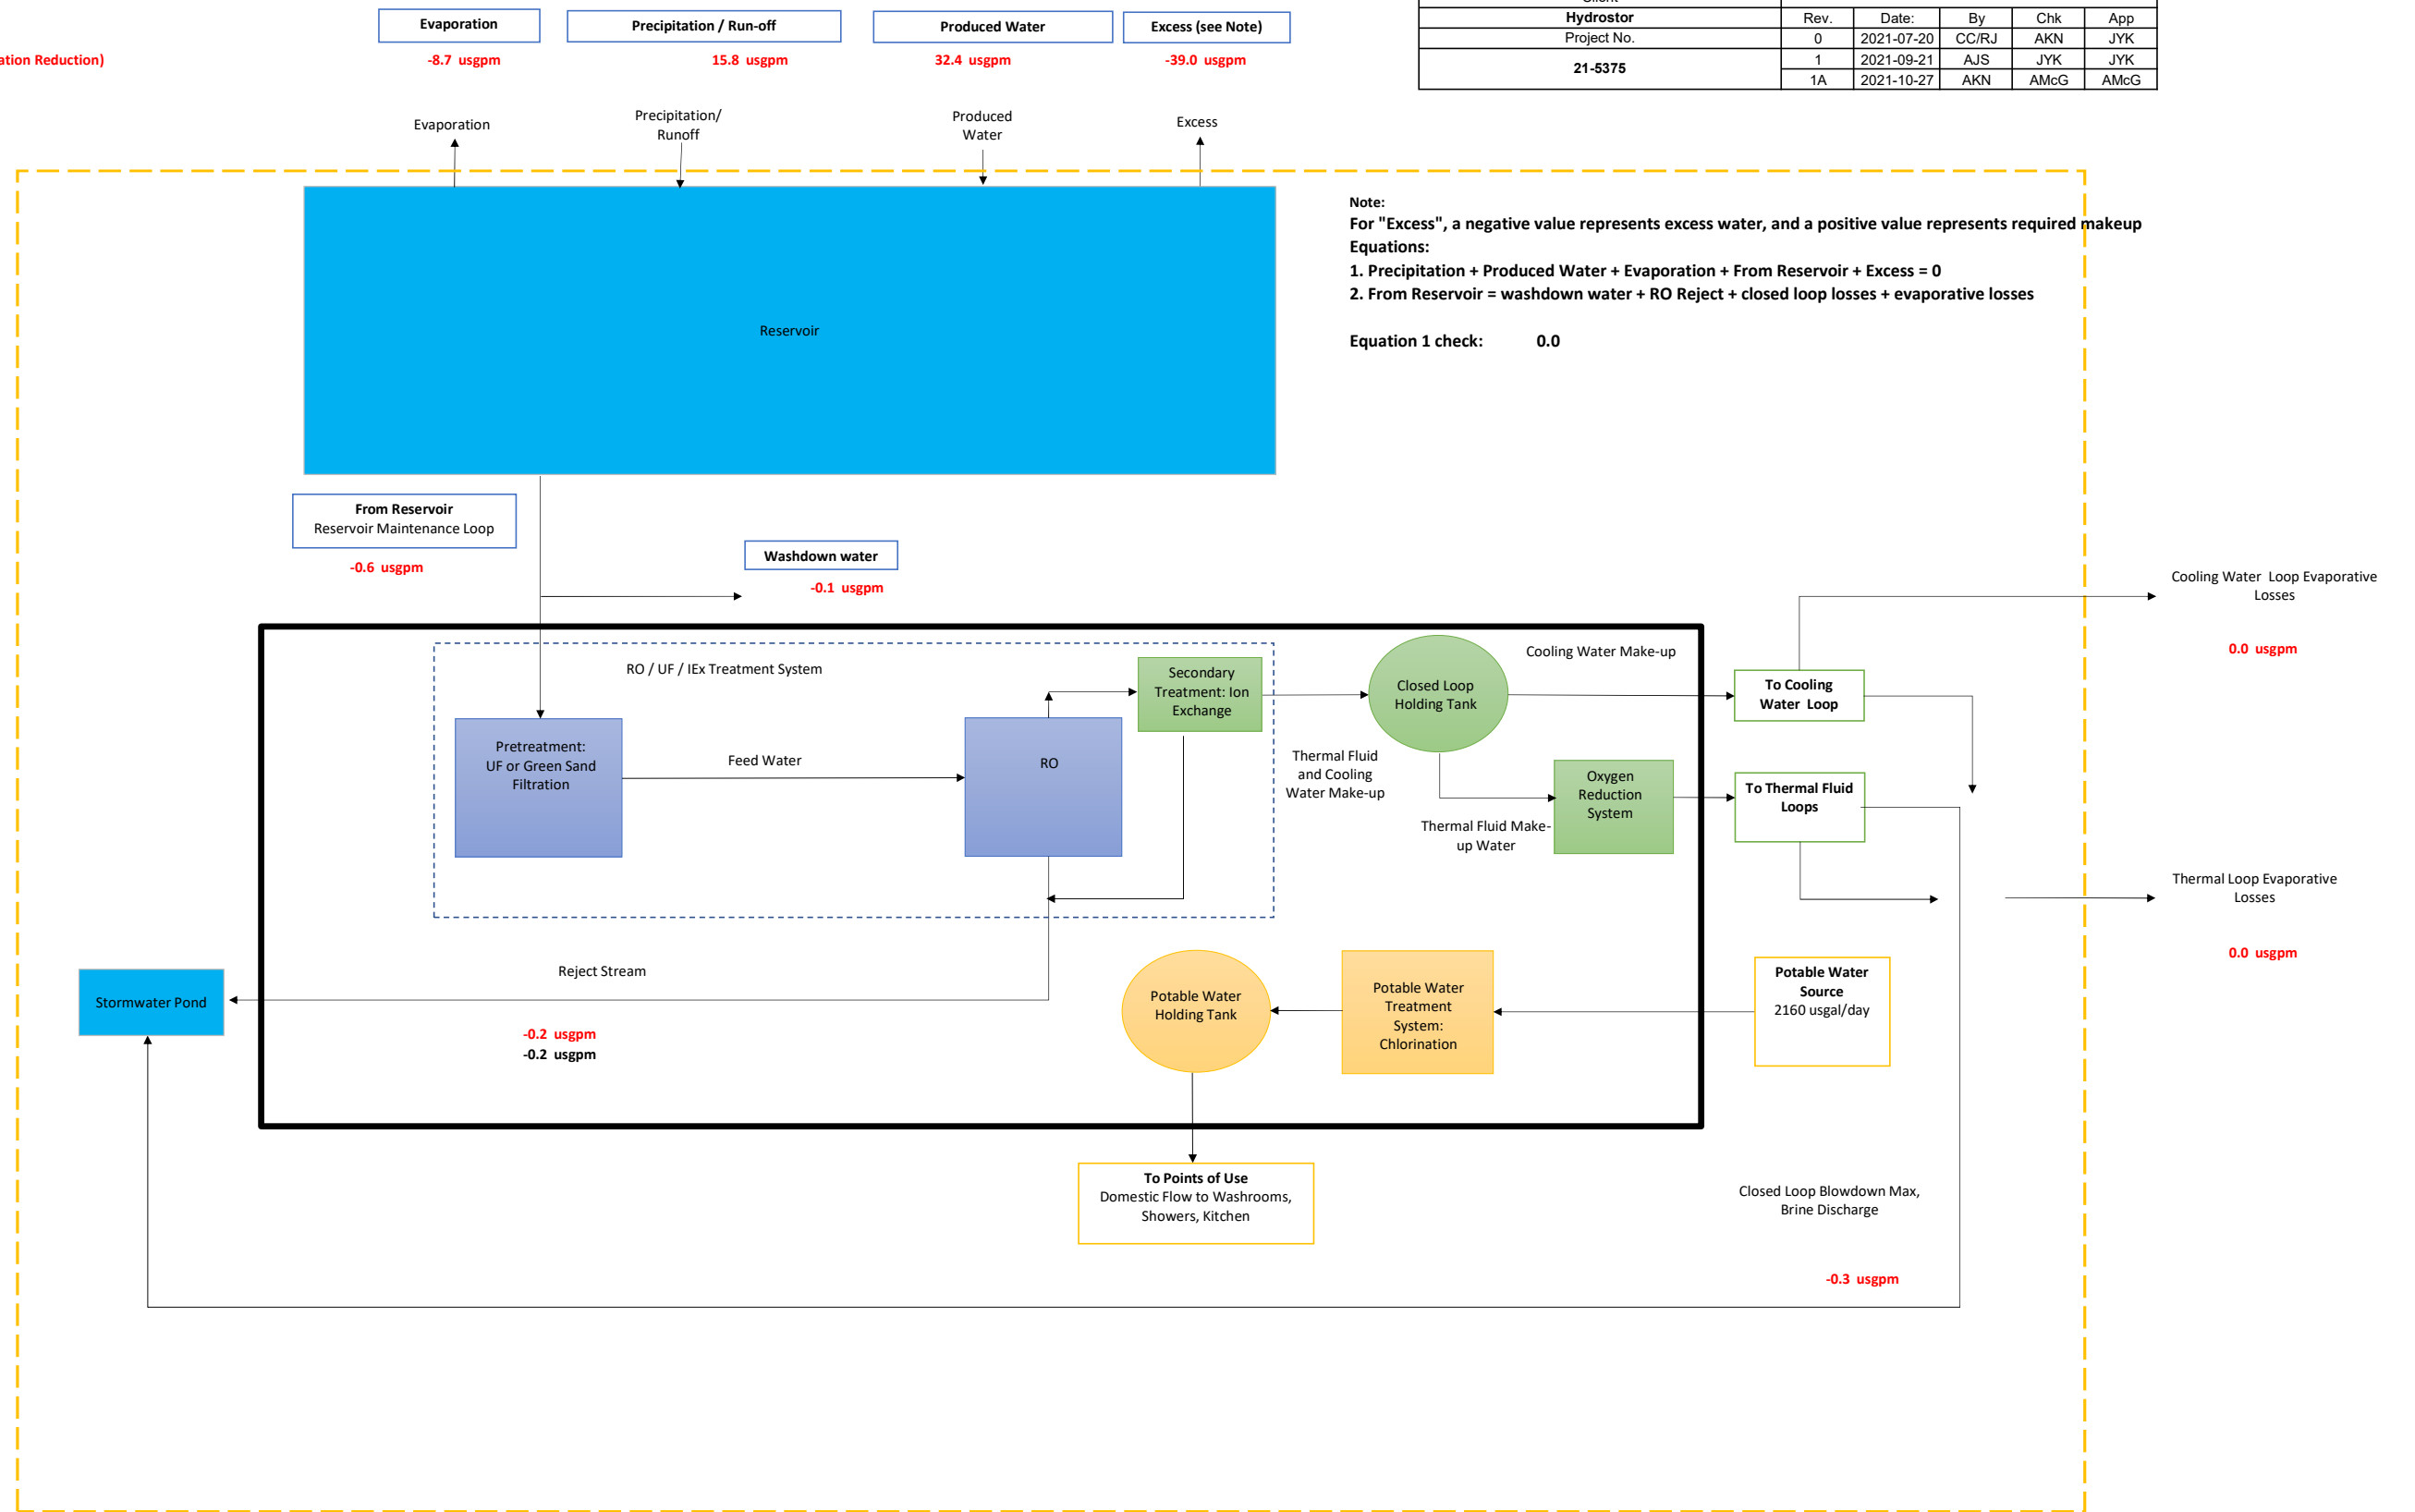 Client
Hydrostor
Rev. Date: By Chk App
Project No.
0 2021-07-20 CC/RJ AKN JYK
21-5375
1 2021-09-21 AJS JYK JYK
1A 2021-10-27 AKN AMcG AMcG
Evaporation
Precipitation / Run-off
Produced Water
Excess (see Note)
ation Reduction)
-8.7 usgpm
15.8 usgpm
32.4 usgpm
-39.0 usgpm
Evaporation
Precipitation/
Runoff
Produced
Water
Excess
Note:
For "Excess", a negative value represents excess water, and a positive value represents required makeup
Equations:
1. Precipitation + Produced Water + Evaporation + From Reservoir + Excess = 0
2. From Reservoir = washdown water + RO Reject + closed loop losses + evaporative losses
Equation 1 check: 0.0
Reservoir
From Reservoir
Reservoir Maintenance Loop
-0.6 usgpm
Washdown water
-0.1 usgpm
Cooling Water Loop Evaporative
Losses
0.0 usgpm
RO / UF / IEx Treatment System
Pretreatment:
UF or Green Sand
Filtration
Feed Water
RO
Secondary
Treatment: Ion
Exchange
Thermal Fluid
and Cooling
Water Make-up
Closed Loop
Holding Tank
Cooling Water Make-up
To Cooling
Water Loop
Thermal Fluid Make-
up Water
Oxygen
Reduction
System
To Thermal Fluid
Loops
Thermal Loop Evaporative
Losses
0.0 usgpm
Stormwater Pond
Reject Stream
-0.2 usgpm
-0.2 usgpm
Potable Water
Holding Tank
Potable Water
Treatment
System:
Chlorination
Potable Water
Source
2160 usgal/day
To Points of Use
Domestic Flow to Washrooms,
Showers, Kitchen
Closed Loop Blowdown Max,
Brine Discharge
-0.3 usgpm